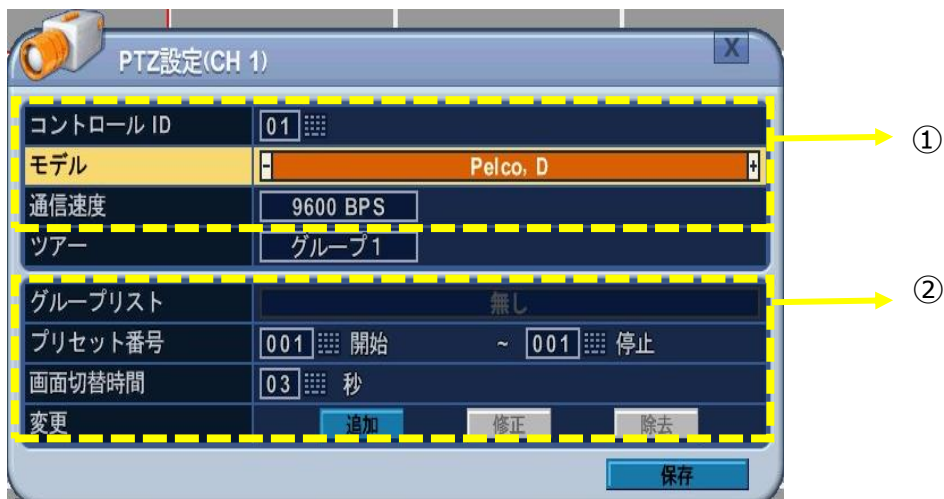 PTZ設定(CH 1)
X
コントロール ID 01
①
モデル - Pelco, D +
通信速度 9600 BPS
ツアー グループ1
グループリスト 無し
②
プリセット番号 001 開始 ~ 001 停止
画面切替時間 03 秒
変更 追加 修正 除去
保存